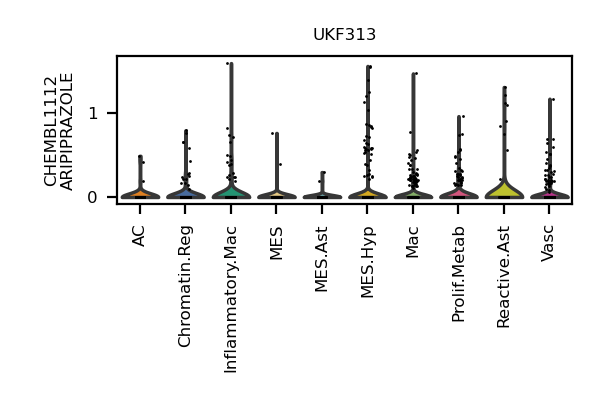 UKF313
CHEMBL1112
ARIPIPRAZOLE
1
0
AC
Chromatin.Reg
Inflammatory.Mac
MES
MES.Ast
MES.Hyp
Mac
Prolif.Metab
Reactive.Ast
Vasc